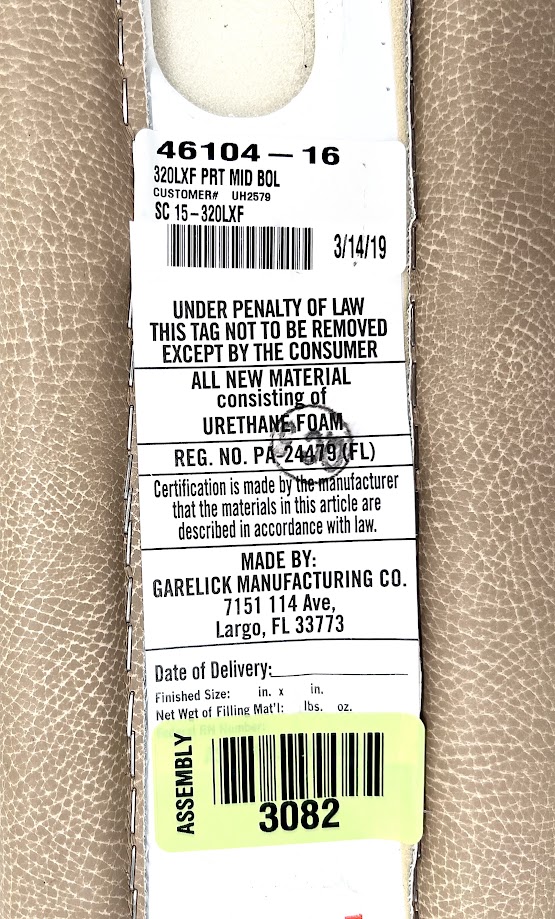 46104 – 16
320LXF PRT MID BOL
CUSTOMER# UH2579
SC 15-320LXF
3/14/19
UNDER PENALTY OF LAW
THIS TAG NOT TO BE REMOVED
EXCEPT BY THE CONSUMER
ALL NEW MATERIAL
consisting of
URETHANE FOAM
REG. NO. PA-24479 (FL)
Certification is made by the manufacturer
that the materials in this article are
described in accordance with law.
MADE BY:
GARELICK MANUFACTURING CO.
7151 114 Ave,
Largo, FL 33773
Date of Delivery:
Finished Size: in. x in.
Net Wgt of Filling Mat'l: lbs. oz.
ASSEMBLY
3082